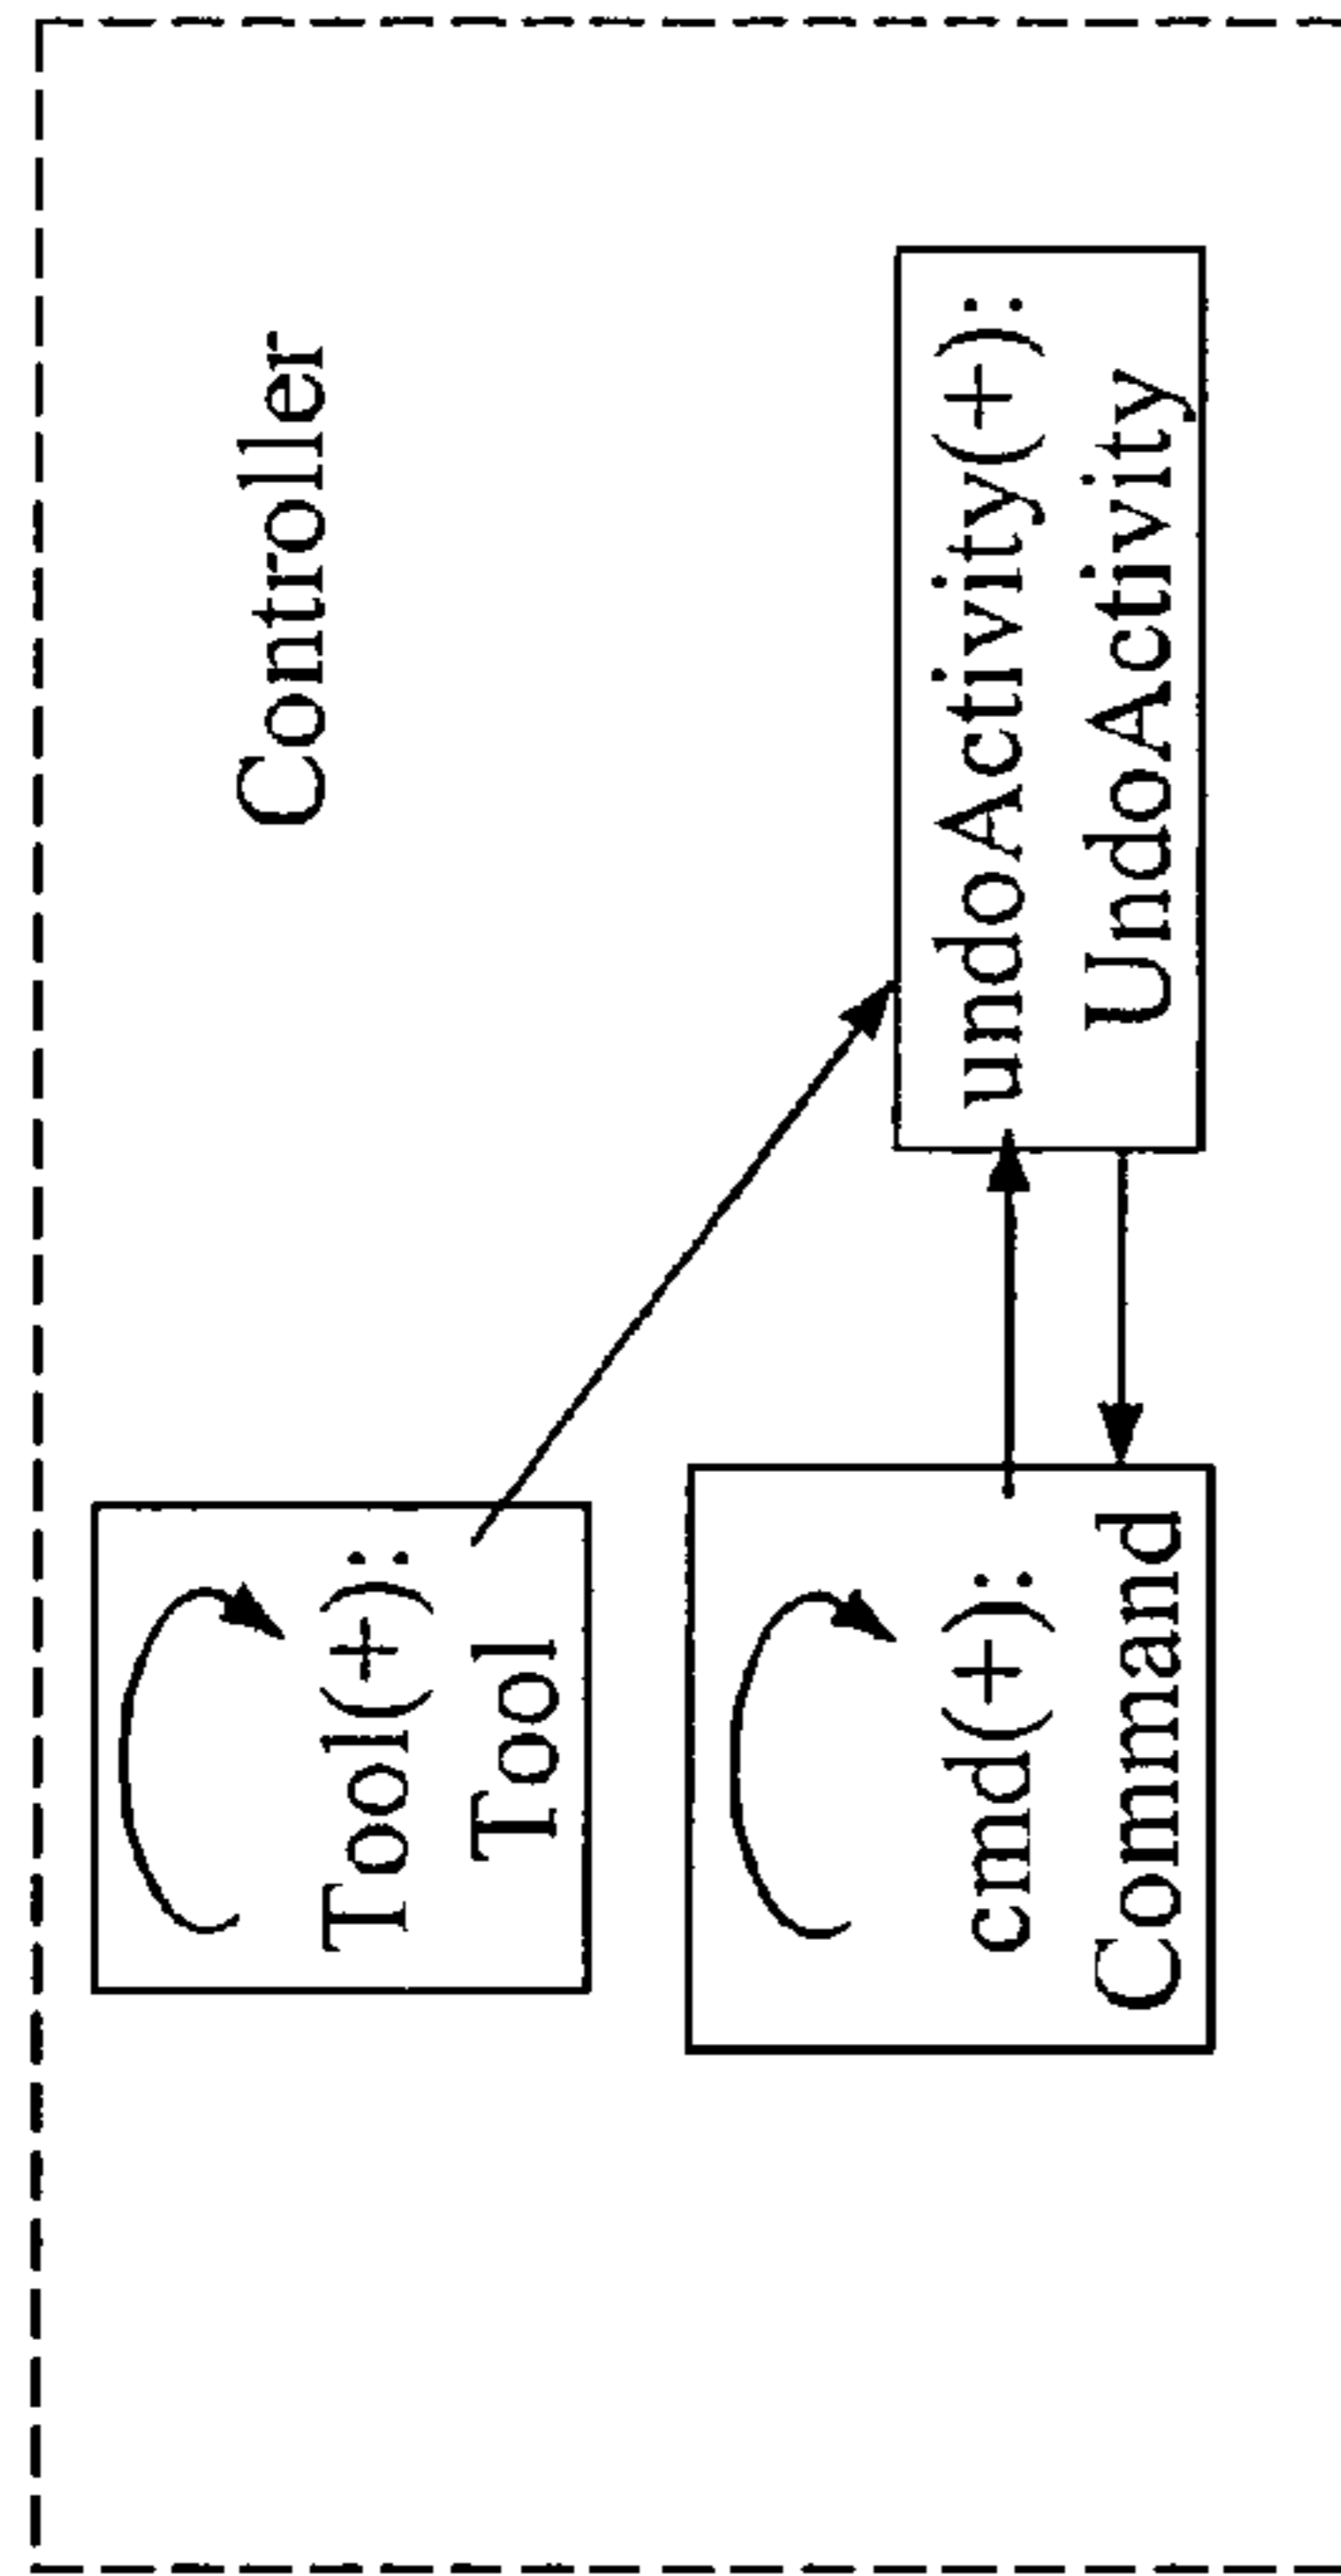 Controller
Tool(+):
Tool
cmd(+):
Command
undoActivity(+):
UndoActivity